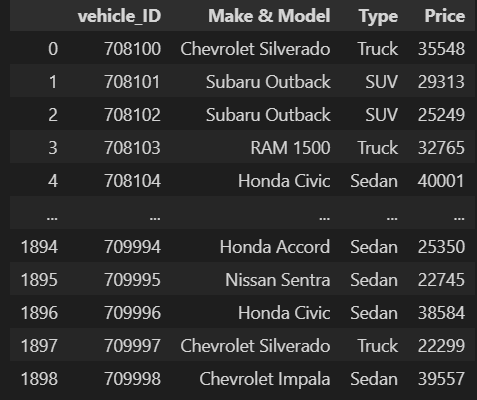 vehicle_ID Make & Model Type Price
0 708100 Chevrolet Silverado Truck 35548
1 708101 Subaru Outback SUV 29313
2 708102 Subaru Outback SUV 25249
3 708103 RAM 1500 Truck 32765
4 708104 Honda Civic Sedan 40001
... ... ... ... ...
1894 709994 Honda Accord Sedan 25350
1895 709995 Nissan Sentra Sedan 22745
1896 709996 Honda Civic Sedan 38584
1897 709997 Chevrolet Silverado Truck 22299
1898 709998 Chevrolet Impala Sedan 39557